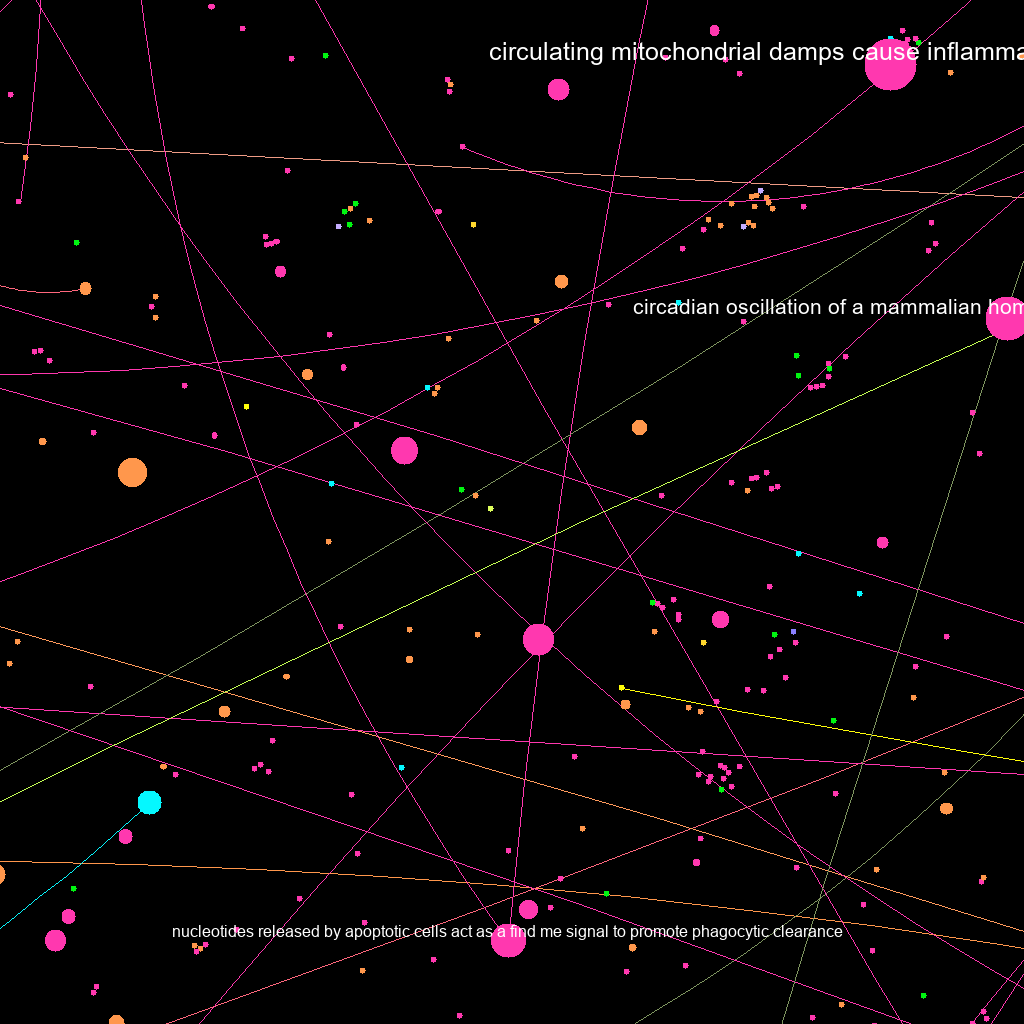 circulating mitochondrial damps cause inflamma
circadian oscillation of a mammalian hom
nucleotides released by apoptotic cells act as a find me signal to promote phagocytic clearance